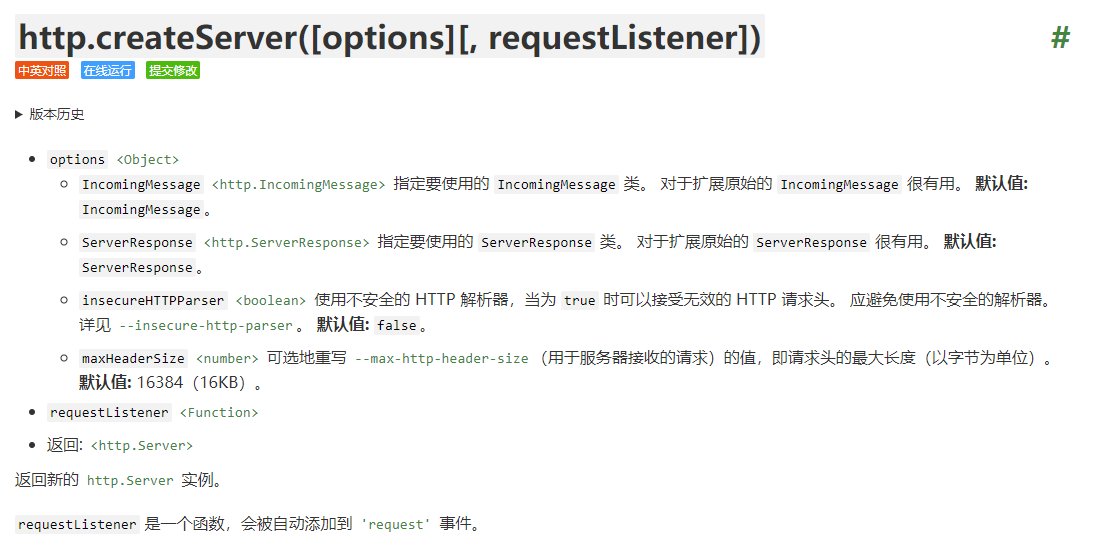 http.createServer([options][, requestListener])
#
中英对照 在线运行 提交修改
▶ 版本历史
• options <Object>
○ IncomingMessage <http.IncomingMessage> 指定要使用的 IncomingMessage 类。 对于扩展原始的 IncomingMessage 很有用。 默认值:
IncomingMessage。
○ ServerResponse <http.ServerResponse> 指定要使用的 ServerResponse 类。 对于扩展原始的 ServerResponse 很有用。 默认值:
ServerResponse。
○ insecureHTTPParser <boolean> 使用不安全的 HTTP 解析器，当为 true 时可以接受无效的 HTTP 请求头。 应避免使用不安全的解析器。
详见 --insecure-http-parser。 默认值: false。
○ maxHeaderSize <number> 可选地重写 --max-http-header-size （用于服务器接收的请求）的值，即请求头的最大长度（以字节为单位）。
默认值: 16384（16KB）。
• requestListener <Function>
• 返回: <http.Server>
返回新的 http.Server 实例。
requestListener 是一个函数，会被自动添加到 'request' 事件。